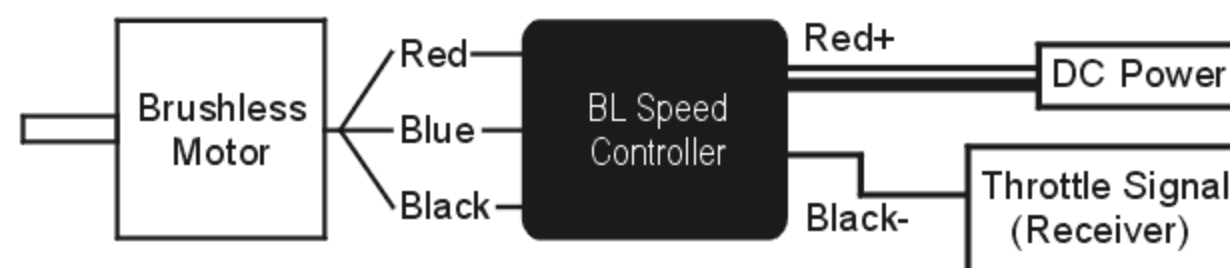 Brushless
Motor
Red
Blue
Black
BL Speed
Controller
Red+
DC Power
Black-
Throttle Signal
(Receiver)